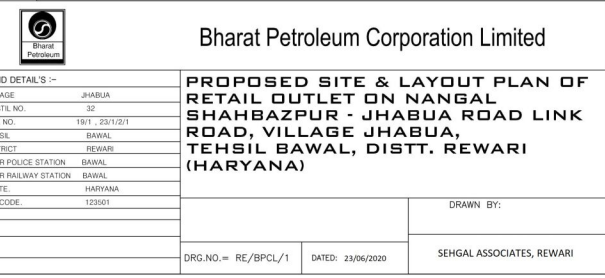 Bharat
Petroleum
Bharat Petroleum Corporation Limited
ND DETAIL'S :-
AGE JHABUA
TIL NO. 32
NO. 19/1 , 23/1/2/1
SIL BAWAL
TRICT REWARI
R POLICE STATION BAWAL
R RAILWAY STATION BAWAL
TE. HARYANA
CODE. 123501
PROPOSED SITE & LAYOUT PLAN OF
RETAIL OUTLET ON NANGAL
SHAHBAZPUR - JHABUA ROAD LINK
ROAD, VILLAGE JHABUA,
TEHSIL BAWAL, DISTT. REWARI
(HARYANA)
DRAWN BY:
DRG.NO.= RE/BPCL/1 DATED: 23/06/2020 SEHGAL ASSOCIATES, REWARI